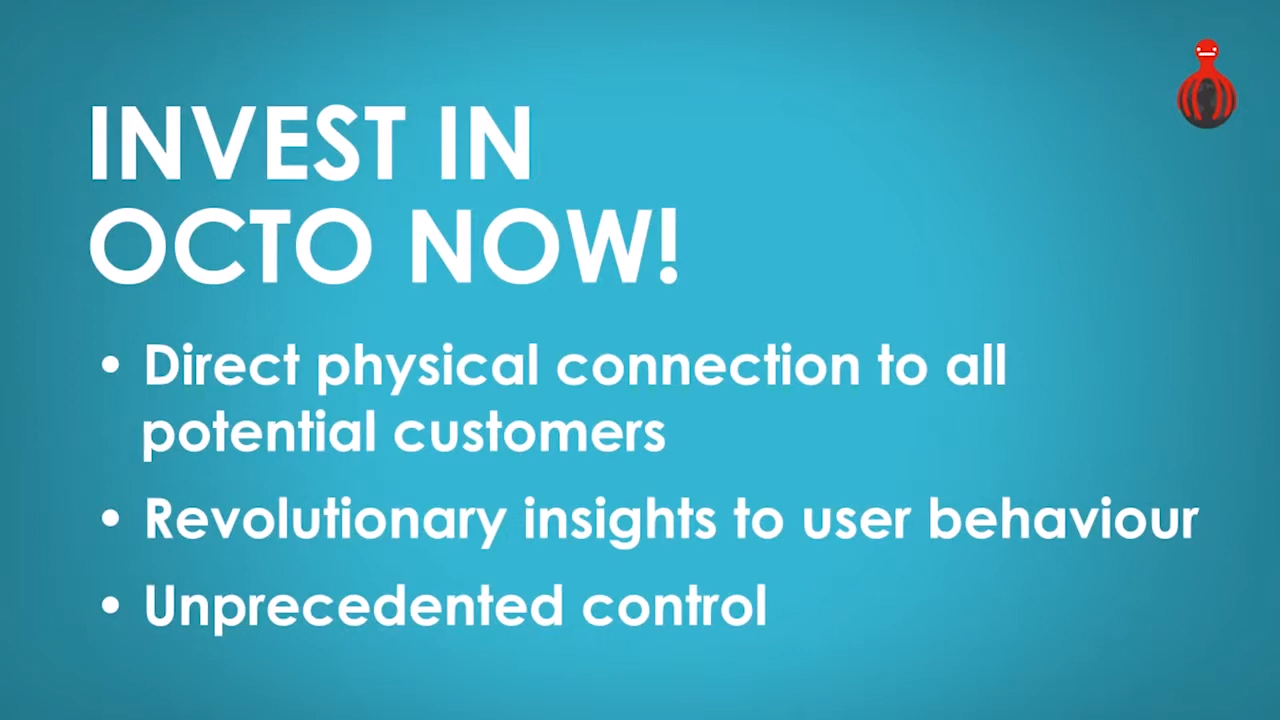 INVEST IN
OCTO NOW!
• Direct physical connection to all
potential customers
• Revolutionary insights to user behaviour
• Unprecedented control